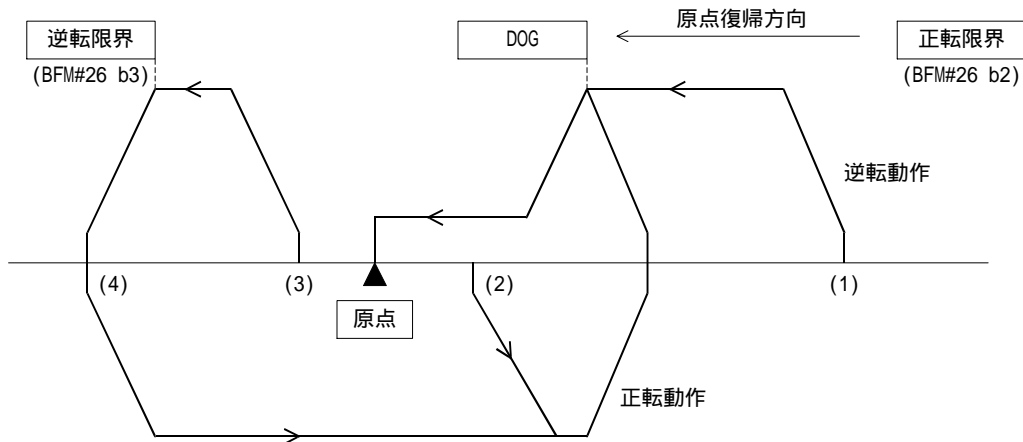 逆転限界
(BFM#26 b3)
DOG
原点復帰方向
正転限界
(BFM#26 b2)
逆転動作
(4)
(3)
(2)
(1)
原点
正転動作